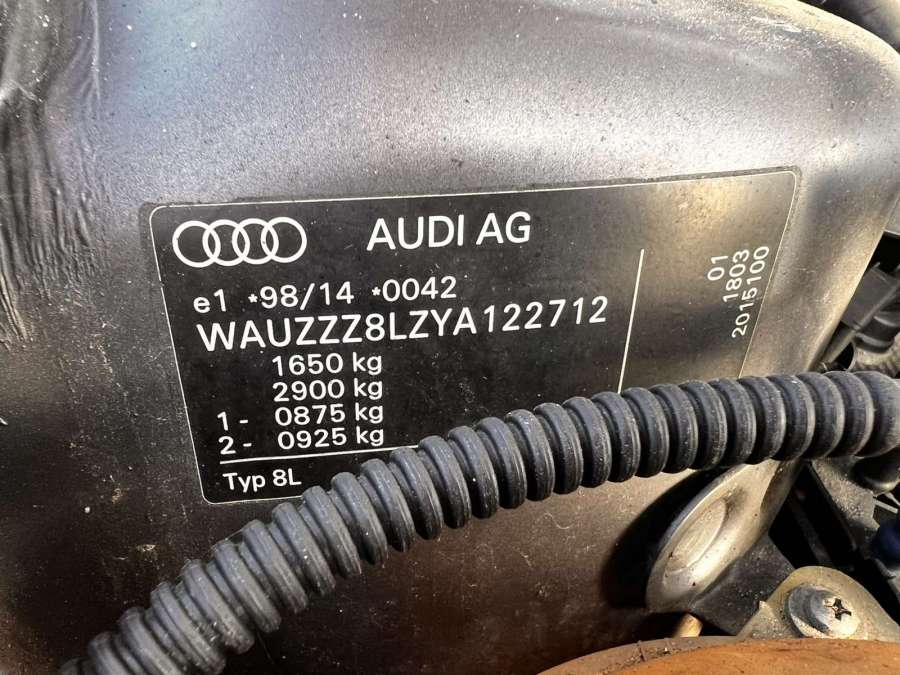 AUDI AG
e1 *98/14 *0042
WAUZZZ8LZYA122712
1650 kg
2900 kg
1- 0875 kg
2- 0925 kg
Typ 8L
01
1803
2015100